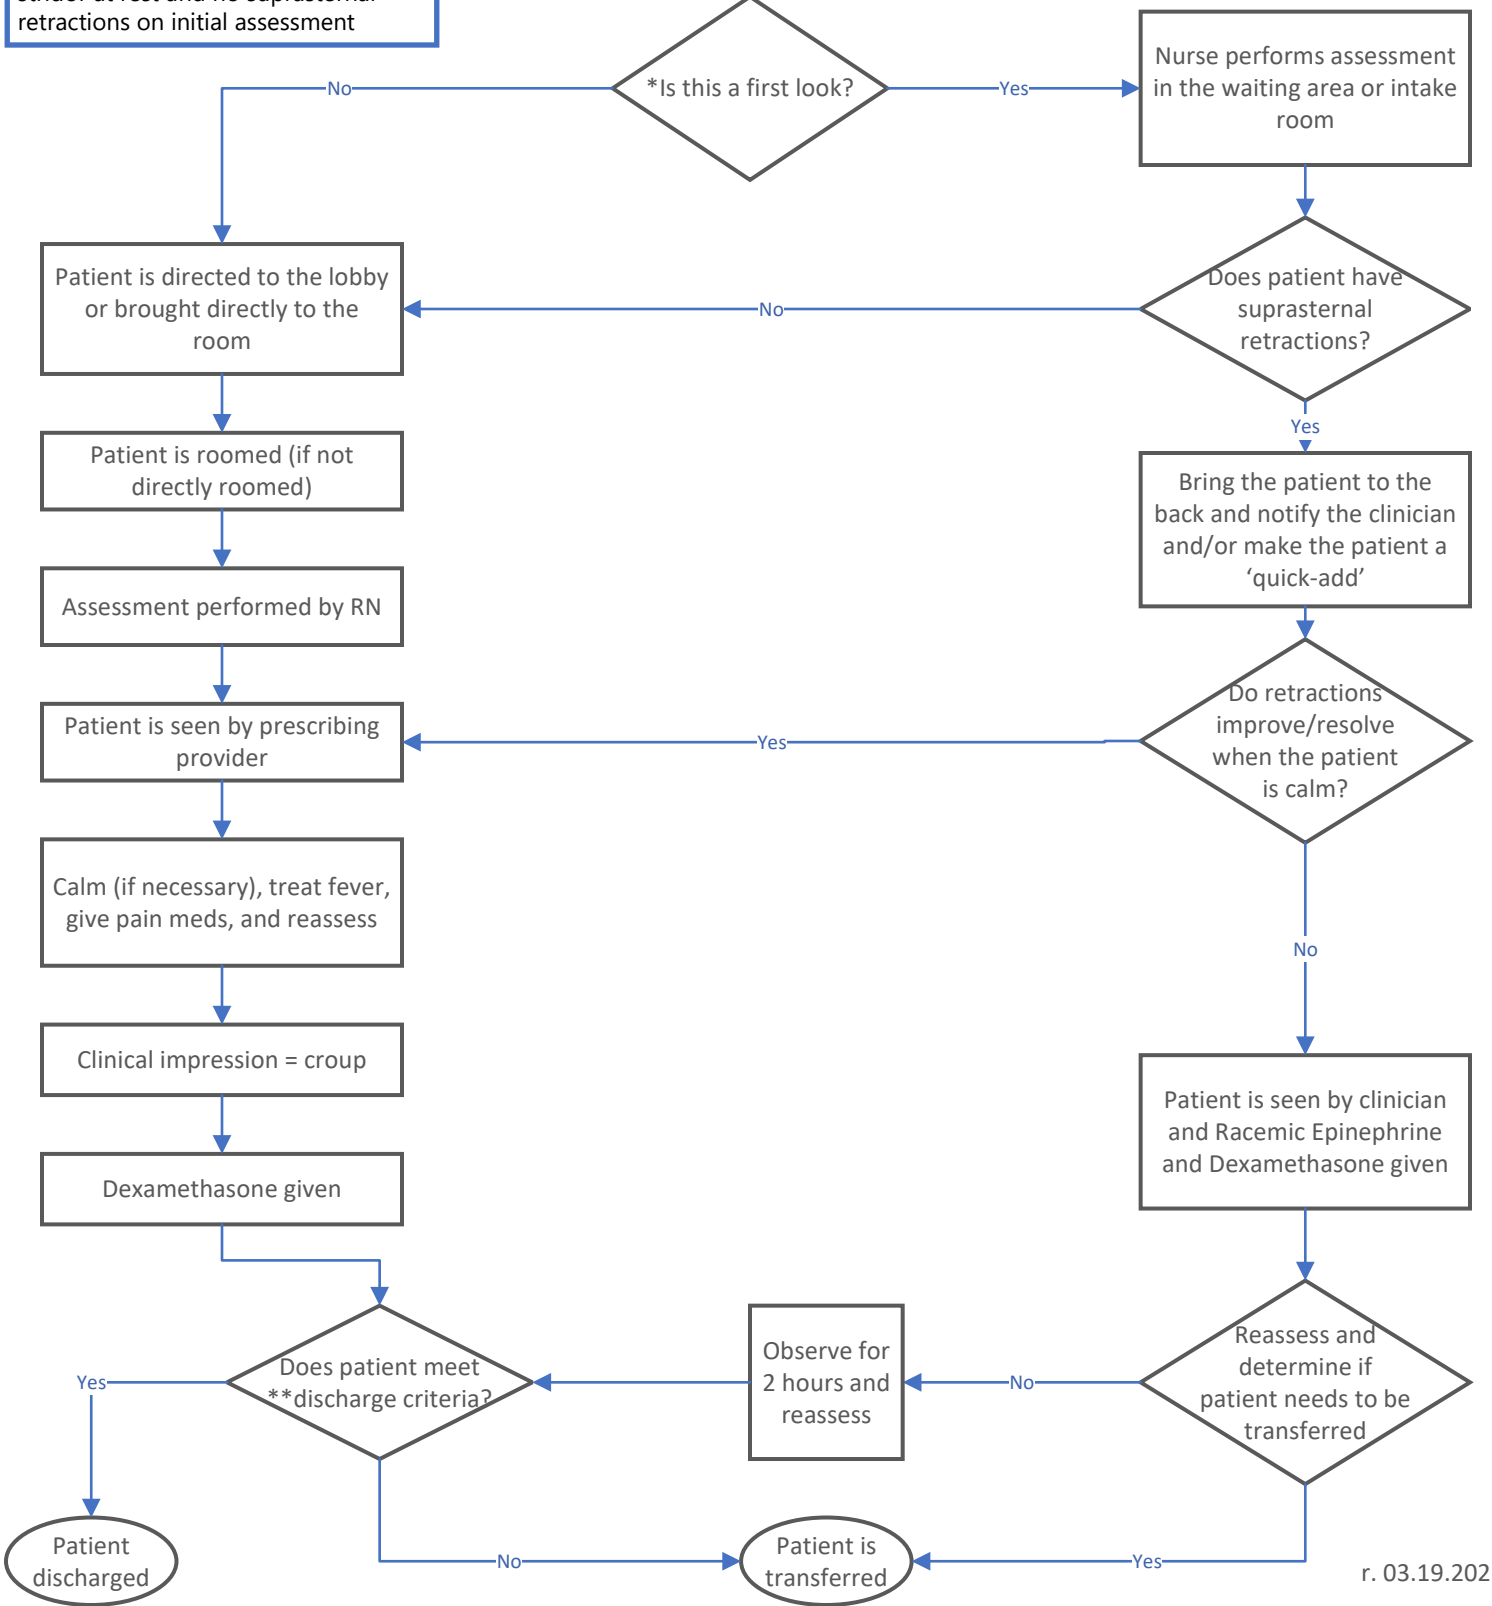 stridor at rest and no suprasternal
retractions on initial assessment
*Is this a first look?
No
Yes
Nurse performs assessment
in the waiting area or intake
room
Patient is directed to the lobby
or brought directly to the
room
No
Does patient have
suprasternal
retractions?
Yes
Patient is roomed (if not
directly roomed)
Bring the patient to the
back and notify the clinician
and/or make the patient a
‘quick-add’
Assessment performed by RN
Patient is seen by prescribing
provider
Yes
Do retractions
improve/resolve
when the patient
is calm?
Calm (if necessary), treat fever,
give pain meds, and reassess
No
Clinical impression = croup
Patient is seen by clinician
and Racemic Epinephrine
and Dexamethasone given
Dexamethasone given
Does patient meet
**discharge criteria?
Yes
Observe for
2 hours and
reassess
No
Reassess and
determine if
patient needs to be
transferred
Patient
discharged
No
Patient is
transferred
Yes
r. 03.19.202